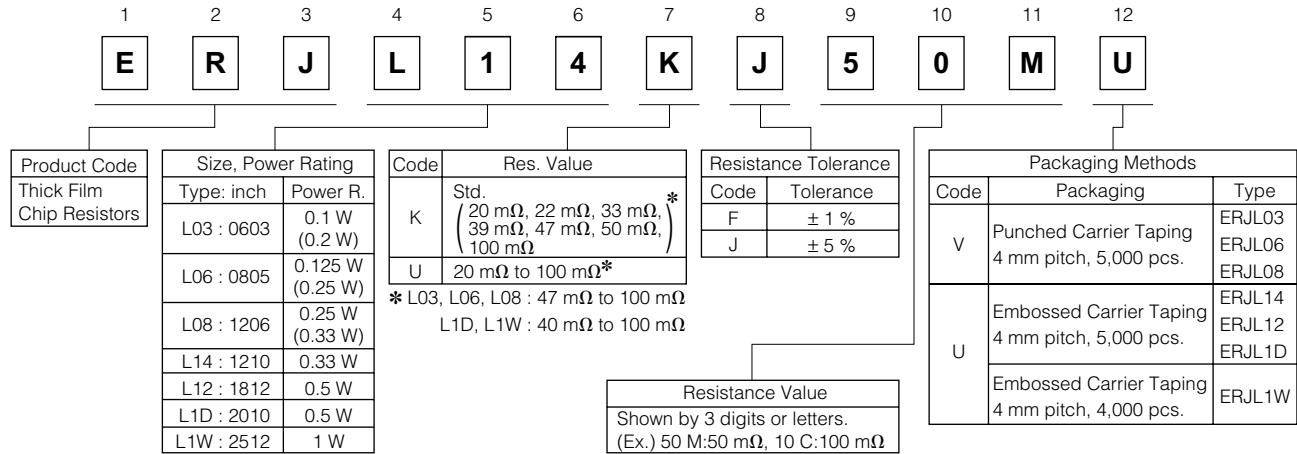 1 2 3 4 5 6 7 8 9 10 11 12
E R J L 1 4 K J 5 0 M U
Product Code
Thick Film
Chip Resistors
Size, Power Rating
Type: inch Power R.
L03 : 0603 0.1 W
(0.2 W)
L06 : 0805 0.125 W
(0.25 W)
L08 : 1206 0.25 W
(0.33 W)
L14 : 1210 0.33 W
L12 : 1812 0.5 W
L1D : 2010 0.5 W
L1W : 2512 1 W
Code Res. Value
K Std.
(20 mΩ, 22 mΩ, 33 mΩ,
39 mΩ, 47 mΩ, 50 mΩ,
100 mΩ)*
U 20 mΩ to 100 mΩ*
* L03, L06, L08 : 47 mΩ to 100 mΩ
L1D, L1W : 40 mΩ to 100 mΩ
Resistance Tolerance
Code Tolerance
F ± 1 %
J ± 5 %
Resistance Value
Shown by 3 digits or letters.
(Ex.) 50 M:50 mΩ, 10 C:100 mΩ
Packaging Methods
Code Packaging Type
V Punched Carrier Taping
4 mm pitch, 5,000 pcs.
ERJL03
ERJL06
ERJL08
U Embossed Carrier Taping
4 mm pitch, 5,000 pcs.
ERJL14
ERJL12
ERJL1D
Embossed Carrier Taping
4 mm pitch, 4,000 pcs.
ERJL1W